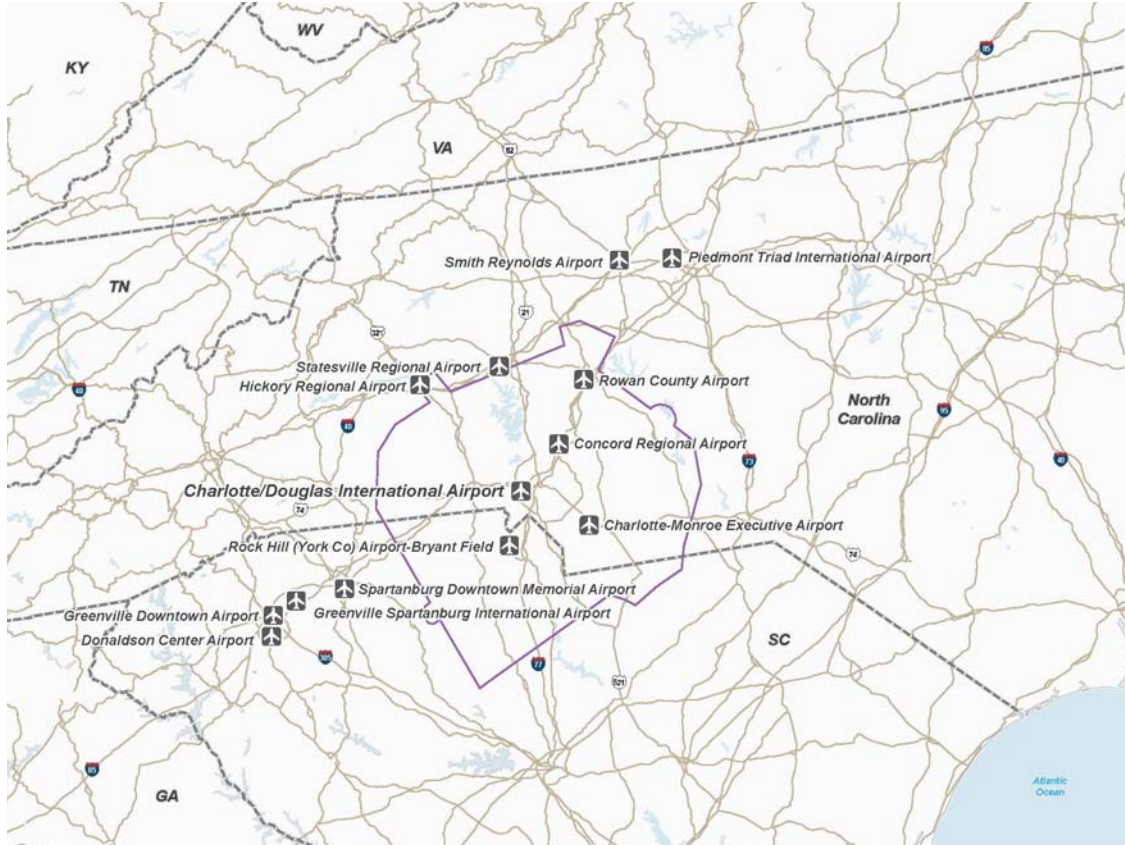 WV
85
KY
52
VA
Smith Reynolds Airport
Piedmont Triad International Airport
TN
21
321
Statesville Regional Airport
Hickory Regional Airport
Rowan County Airport
40
North
Carolina
95
40
Concord Regional Airport
40
73
Charlotte/Douglas International Airport
74
Charlotte-Monroe Executive Airport
Rock Hill (York Co) Airport-Bryant Field
74
Spartanburg Downtown Memorial Airport
Greenville Downtown Airport
Greenville Spartanburg International Airport
Donaldson Center Airport
SC
385
77
521
85
Atlantic
Ocean
GA